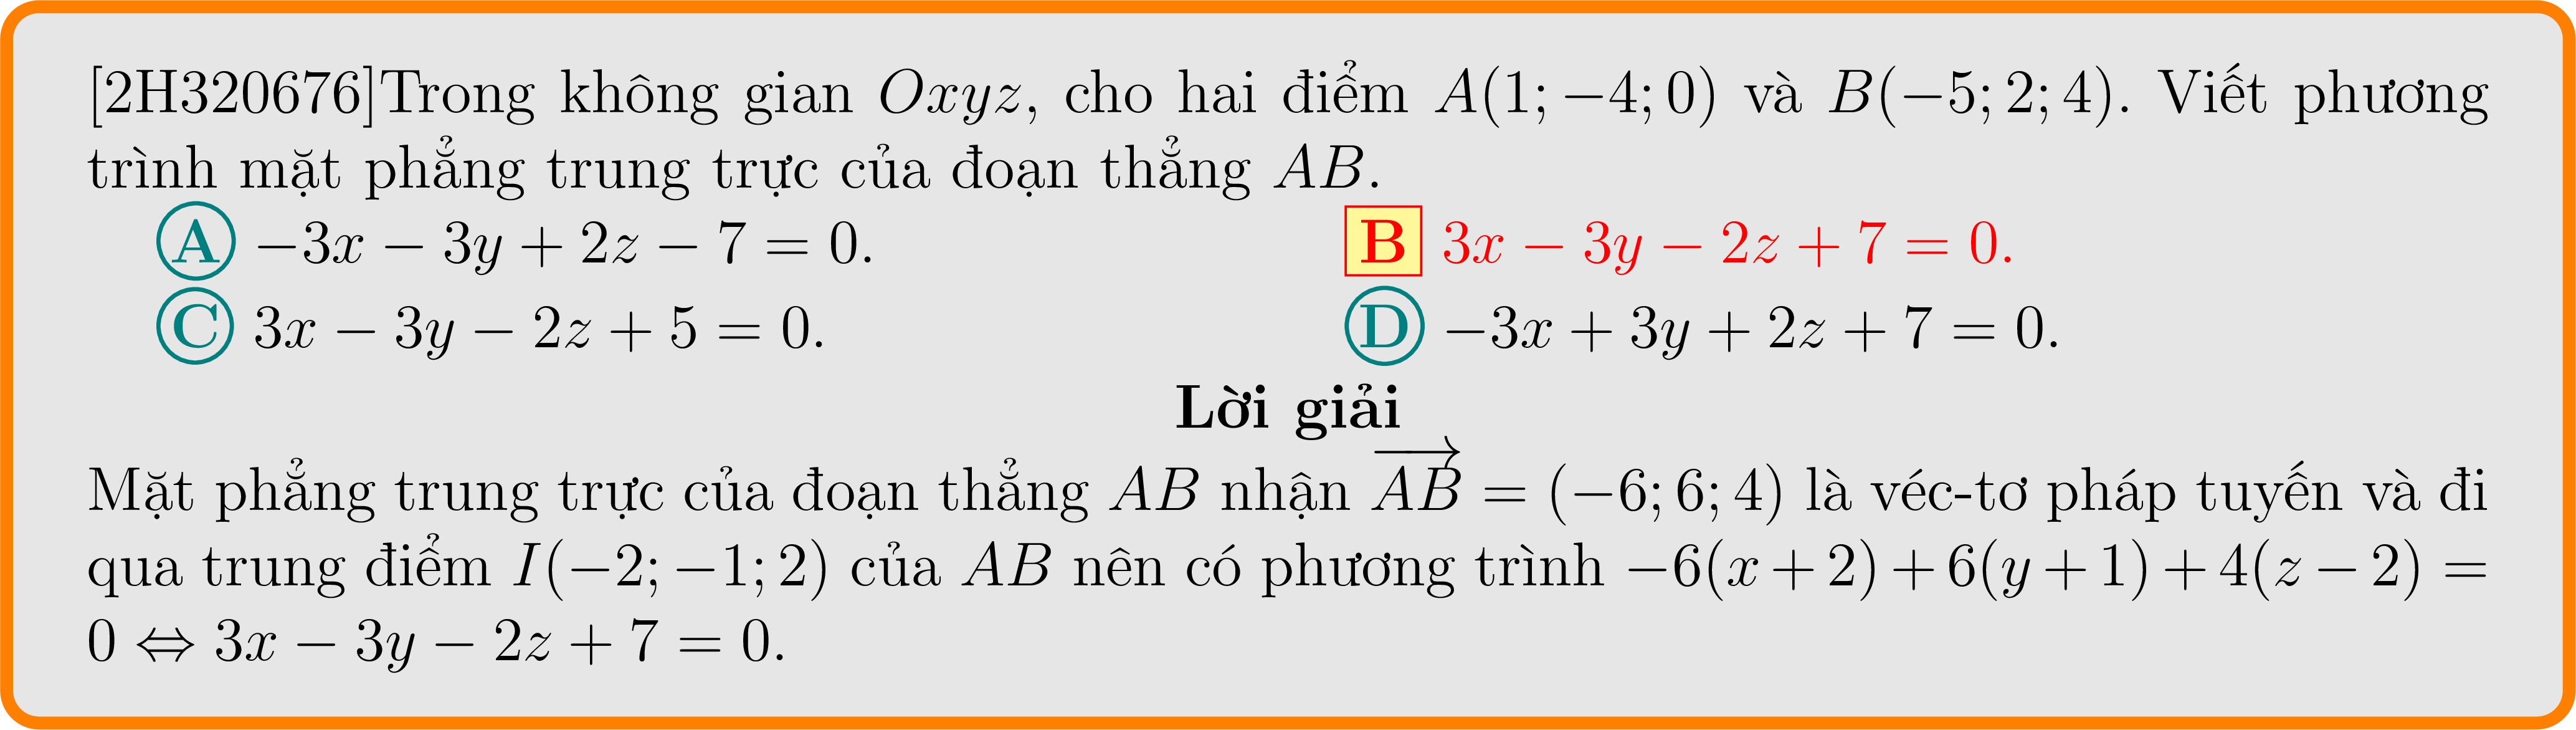 [2H320676]Trong không gian Oxyz, cho hai điểm A(1; −4; 0) và B(−5; 2; 4). Viết phương
trình mặt phẳng trung trực của đoạn thẳng AB.
A −3x − 3y + 2z − 7 = 0. B 3x − 3y − 2z + 7 = 0.
C 3x − 3y − 2z + 5 = 0. D −3x + 3y + 2z + 7 = 0.
Lời giải
Mặt phẳng trung trực của đoạn thẳng AB nhận \overrightarrow{AB} = (−6; 6; 4) là véc-tơ pháp tuyến và đi
qua trung điểm I(−2; −1; 2) của AB nên có phương trình −6(x + 2) + 6(y + 1) + 4(z − 2) =
0 ⇔ 3x − 3y − 2z + 7 = 0.